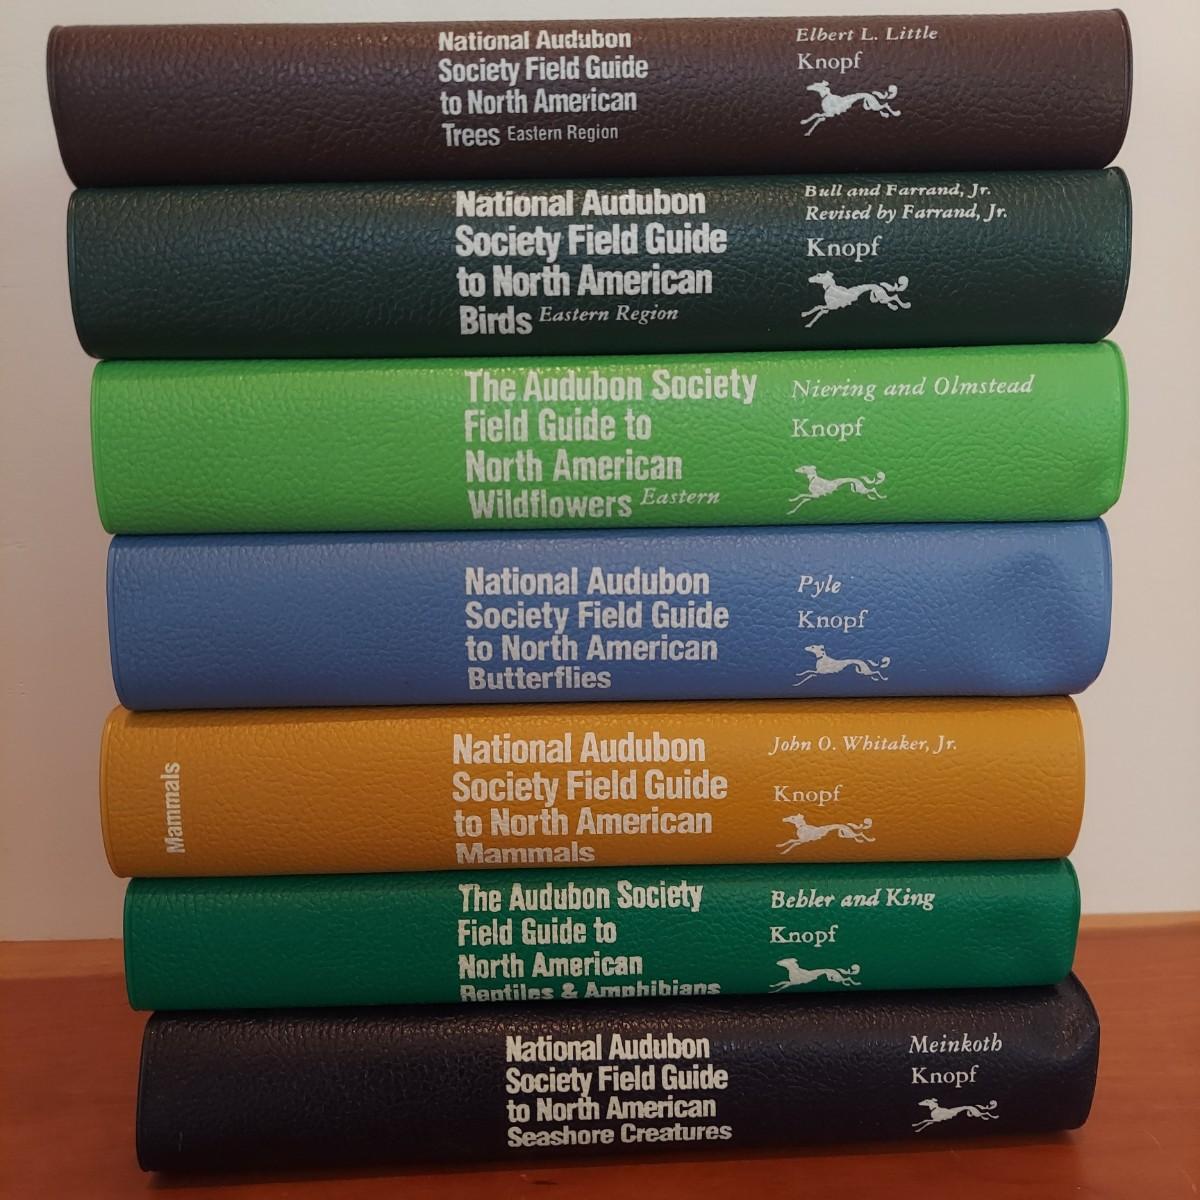 National Audubon
Society Field Guide
to North American
Trees Eastern Region
Elbert L. Little
Knopf
National Audubon
Society Field Guide
to North American
Birds Eastern Region
Bull and Farrand, Jr.
Revised by Farrand, Jr.
Knopf
The Audubon Society
Field Guide to
North American
Wildflowers Eastern
Niering and Olmstead
Knopf
National Audubon
Society Field Guide
to North American
Butterflies
Pyle
Knopf
Mammals
National Audubon
Society Field Guide
to North American
Mammals
John O. Whitaker, Jr.
Knopf
The Audubon Society
Field Guide to
North American
Reptiles & Amphibians
Behler and King
Knopf
National Audubon
Society Field Guide
to North American
Seashore Creatures
Meinkoth
Knopf